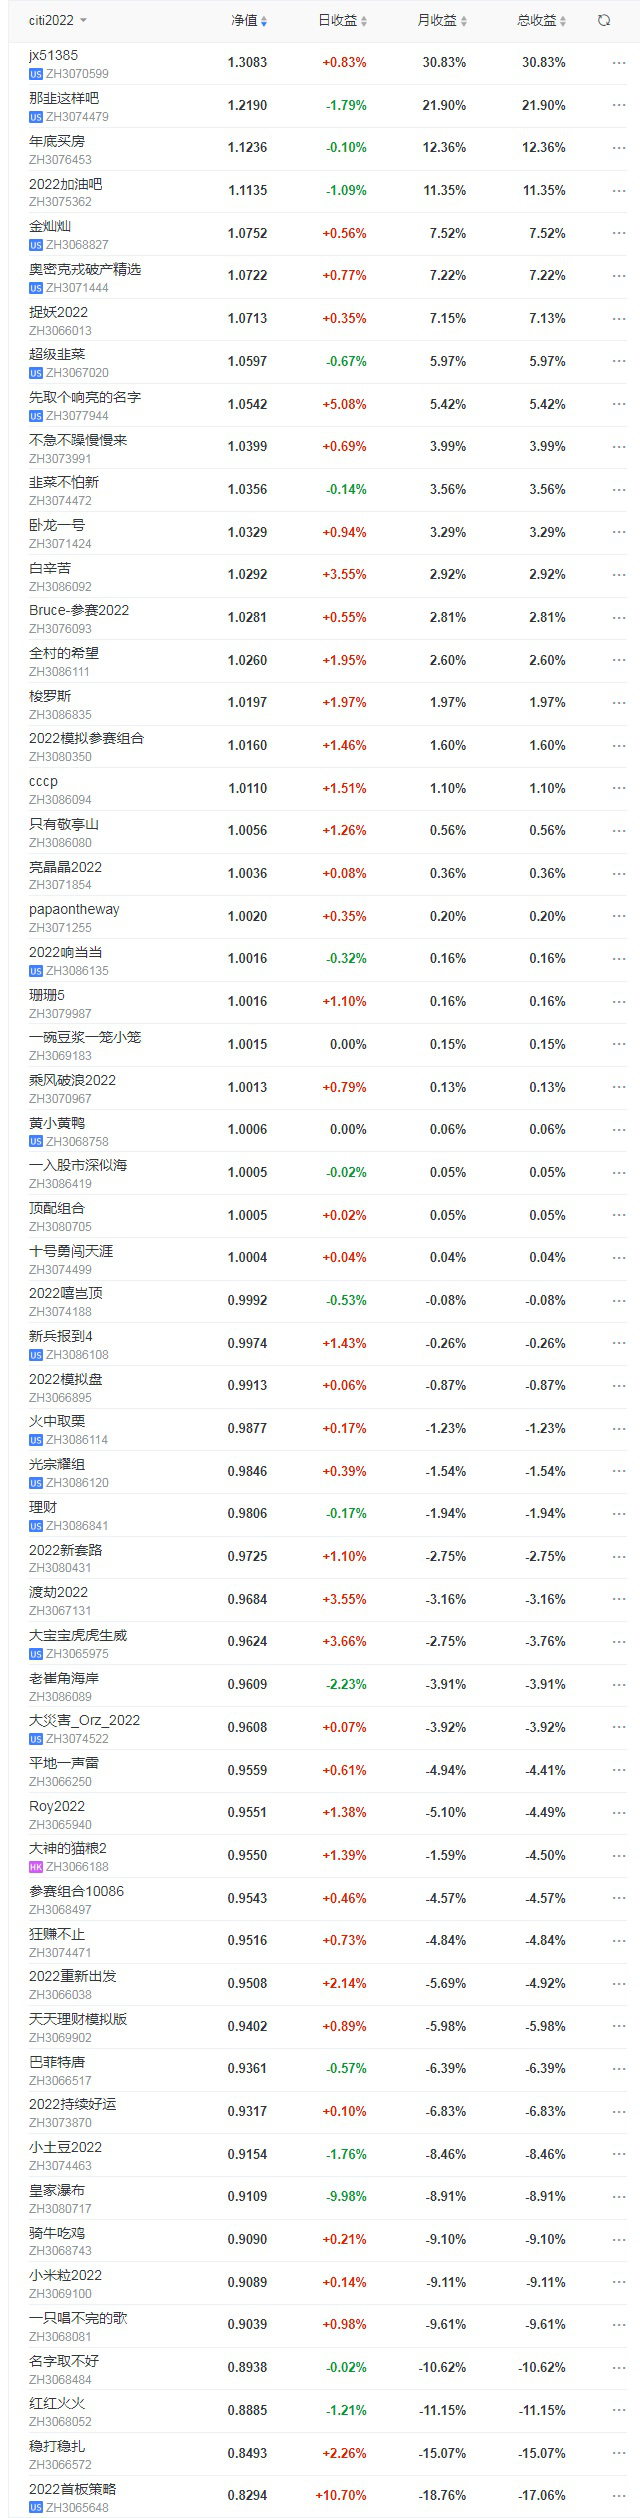 citi2022 净值 日收益 月收益 总收益
jx51385
1.3083 +0.83% 30.83% 30.83% ···
US ZH3070599
那韭这样吧
1.2190 -1.79% 21.90% 21.90% ···
US ZH3074479
年底买房
1.1236 -0.10% 12.36% 12.36% ···
ZH3076453
2022加油吧
1.1135 -1.09% 11.35% 11.35% ···
ZH3075362
金灿灿
1.0752 +0.56% 7.52% 7.52% ···
US ZH3068827
奥密克戎破产精选
1.0722 +0.77% 7.22% 7.22% ···
US ZH3071444
捉妖2022
1.0713 +0.35% 7.15% 7.13% ···
ZH3066013
超级韭菜
1.0597 -0.67% 5.97% 5.97% ···
US ZH3067020
先取个响亮的名字
1.0542 +5.08% 5.42% 5.42% ···
US ZH3077944
不急不躁慢慢来
1.0399 +0.69% 3.99% 3.99% ···
ZH3073991
韭菜不怕新
1.0356 -0.14% 3.56% 3.56% ···
ZH3074472
卧龙一号
1.0329 +0.94% 3.29% 3.29% ···
ZH3071424
白辛苦
1.0292 +3.55% 2.92% 2.92% ···
ZH3086092
Bruce-参赛2022
1.0281 +0.55% 2.81% 2.81% ···
ZH3076093
全村的希望
1.0260 +1.95% 2.60% 2.60% ···
ZH3086111
梭罗斯
1.0197 +1.97% 1.97% 1.97% ···
ZH3086835
2022模拟参赛组合
1.0160 +1.46% 1.60% 1.60% ···
ZH3080350
cccp
1.0110 +1.51% 1.10% 1.10% ···
ZH3086094
只有敬亭山
1.0056 +1.26% 0.56% 0.56% ···
ZH3086080
亮晶晶2022
1.0036 +0.08% 0.36% 0.36% ···
ZH3071854
papaontheway
1.0020 +0.35% 0.20% 0.20% ···
ZH3071255
2022响当当
1.0016 -0.32% 0.16% 0.16% ···
US ZH3086135
珊珊5
1.0016 +1.10% 0.16% 0.16% ···
ZH3079987
一碗豆浆一笼小笼
1.0015 0.00% 0.15% 0.15% ···
ZH3069183
乘风破浪2022
1.0013 +0.79% 0.13% 0.13% ···
ZH3070967
黄小黄鸭
1.0006 0.00% 0.06% 0.06% ···
US ZH3068758
一入股市深似海
1.0005 -0.02% 0.05% 0.05% ···
ZH3086419
顶配组合
1.0005 +0.02% 0.05% 0.05% ···
ZH3080705
十号勇闯天涯
1.0004 +0.04% 0.04% 0.04% ···
ZH3074499
2022嘻岂顶
0.9992 -0.53% -0.08% -0.08% ···
ZH3074188
新兵报到4
0.9974 +1.43% -0.26% -0.26% ···
US ZH3086108
2022模拟盘
0.9913 +0.06% -0.87% -0.87% ···
ZH3066895
火中取栗
0.9877 +0.17% -1.23% -1.23% ···
US ZH3086114
光宗耀组
0.9846 +0.39% -1.54% -1.54% ···
US ZH3086120
理财
0.9806 -0.17% -1.94% -1.94% ···
US ZH3086841
2022新套路
0.9725 +1.10% -2.75% -2.75% ···
ZH3080431
渡劫2022
0.9684 +3.55% -3.16% -3.16% ···
ZH3067131
大宝宝虎虎生威
0.9624 +3.66% -2.75% -3.76% ···
US ZH3065975
老崔角海岸
0.9609 -2.23% -3.91% -3.91% ···
ZH3086089
大災害_Orz_2022
0.9608 +0.07% -3.92% -3.92% ···
US ZH3074522
平地一声雷
0.9559 +0.61% -4.94% -4.41% ···
ZH3066250
Roy2022
0.9551 +1.38% -5.10% -4.49% ···
ZH3065940
大神的猫粮2
0.9550 +1.39% -1.59% -4.50% ···
HK ZH3066188
参赛组合10086
0.9543 +0.46% -4.57% -4.57% ···
ZH3068497
狂赚不止
0.9516 +0.73% -4.84% -4.84% ···
ZH3074471
2022重新出发
0.9508 +2.14% -5.69% -4.92% ···
ZH3066038
天天理财模拟版
0.9402 +0.89% -5.98% -5.98% ···
ZH3069902
巴菲特唐
0.9361 -0.57% -6.39% -6.39% ···
ZH3066517
2022持续好运
0.9317 +0.10% -6.83% -6.83% ···
ZH3073870
小土豆2022
0.9154 -1.76% -8.46% -8.46% ···
ZH3074463
皇家瀑布
0.9109 -9.98% -8.91% -8.91% ···
ZH3080717
骑牛吃鸡
0.9090 +0.21% -9.10% -9.10% ···
ZH3068743
小米粒2022
0.9089 +0.14% -9.11% -9.11% ···
ZH3069100
一只唱不完的歌
0.9039 +0.98% -9.61% -9.61% ···
ZH3068081
名字取不好
0.8938 -0.02% -10.62% -10.62% ···
ZH3068484
红红火火
0.8885 -1.21% -11.15% -11.15% ···
ZH3068052
稳打稳扎
0.8493 +2.26% -15.07% -15.07% ···
ZH3066572
2022首板策略
0.8294 +10.70% -18.76% -17.06% ···
US ZH3065648